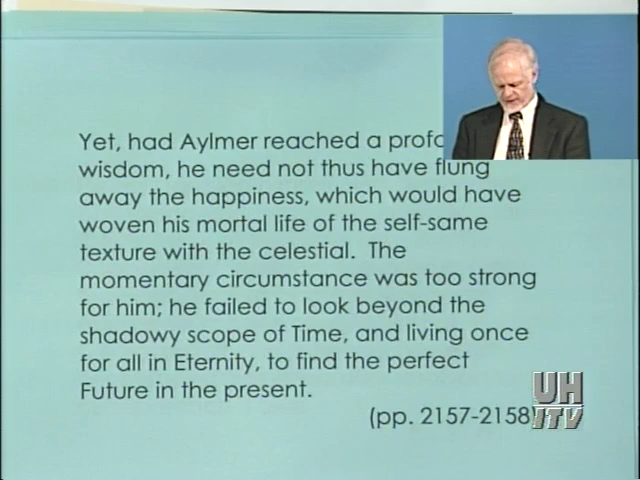 Yet, had Aylmer reached a
wisdom, he need not thus have flung
away the happiness, which would have
woven his mortal life of the self-same
texture with the celestial. The
momentary circumstance was too strong
for him; he failed to look beyond the
shadowy scope of Time, and living once
for all in Eternity, to find the perfect
Future in the present.
(pp. 2157-2158)
UH
ITV